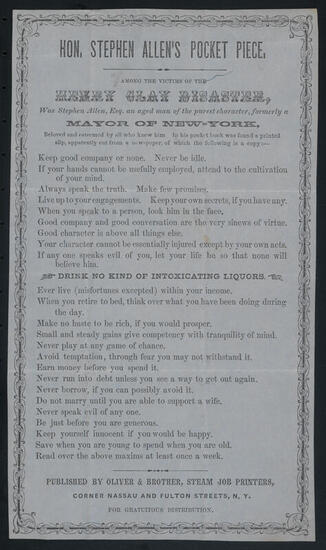 HON. STEPHEN ALLEN'S POCKET PIECE.
AMONG THE VICTIMS OF THE
HENRY CLAY DISASTER,
Was Stephen Allen, Esq. an aged man of the purest character, formerly a
MAYOR OF NEW-YORK,
Beloved and esteemed by all who knew him In his pocket book was found a printed
slip, apparently cut from a newspaper, of which the following is a copy:—
Keep good company or none. Never be idle.
If your hands cannot be usefully employed, attend to the cultivation
of your mind.
Always speak the truth. Make few promises.
Live up to your engagements. Keep your own secrets, if you have any.
When you speak to a person, look him in the face.
Good company and good conversation are the very sinews of virtue.
Good character is above all things else.
Your character cannot be essentially injured except by your own acts.
If any one speaks evil of you, let your life be so that none will
believe him.
DRINK NO KIND OF INTOXICATING LIQUORS.
Ever live (misfortunes excepted) within your income.
When you retire to bed, think over what you have been doing during
the day.
Make no haste to be rich, if you would prosper.
Small and steady gains give competency with tranquility of mind.
Never play at any game of chance.
Avoid temptation, through fear you may not withstand it.
Earn money before you spend it.
Never run into debt unless you see a way to get out again.
Never borrow, if you can possibly avoid it.
Do not marry until you are able to support a wife.
Never speak evil of any one.
Be just before you are generous.
Keep yourself innocent if you would be happy.
Save when you are young to spend when you are old.
Read over the above maxims at least once a week.
PUBLISHED BY OLIVER & BROTHER, STEAM JOB PRINTERS,
CORNER NASSAU AND FULTON STREETS, N. Y.
FOR GRATUITOUS DISTRIBUTION.